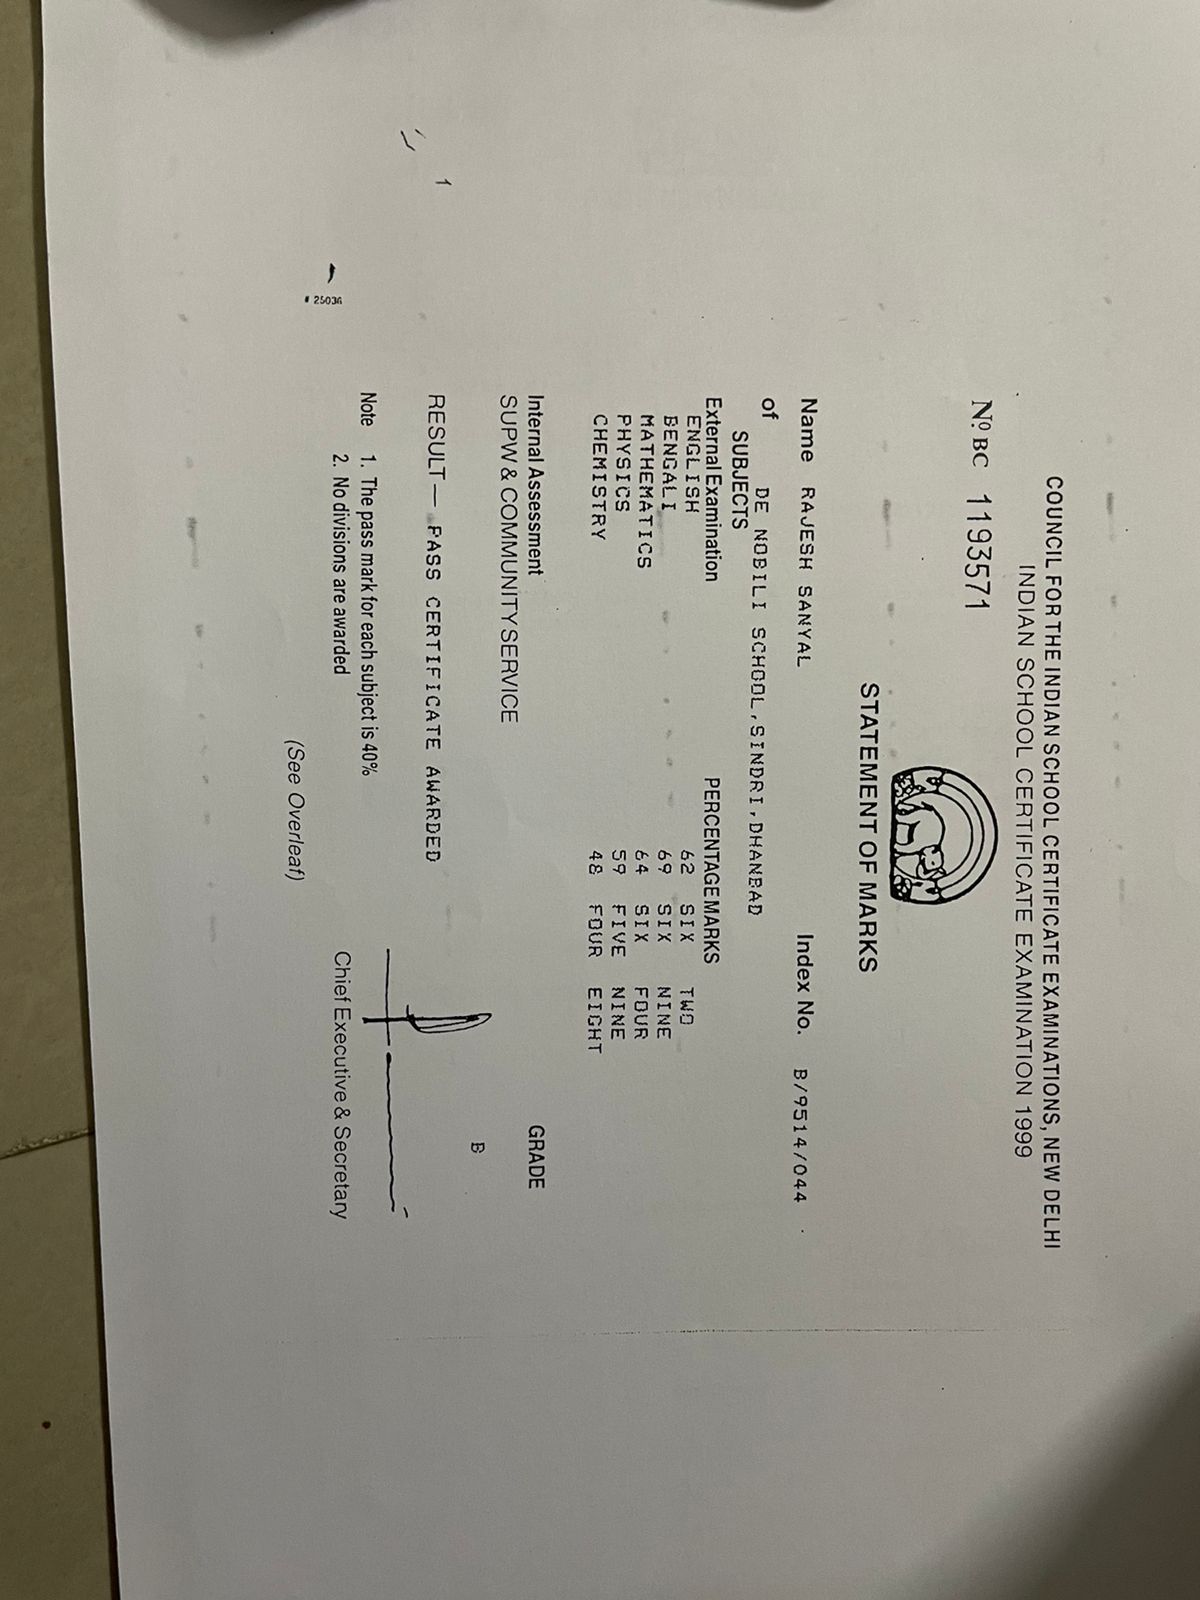 COUNCIL FOR THE INDIAN SCHOOL CERTIFICATE EXAMINATIONS, NEW DELHI
INDIAN SCHOOL CERTIFICATE EXAMINATION 1999
Nº BC 1193571
STATEMENT OF MARKS
Name RAJESH SANYAL Index No. B/9514/044
of DE NOBILI SCHOOL, SINDRI, DHANBAD
SUBJECTS
External Examination PERCENTAGE MARKS
ENGLISH 62 SIX TWO
BENGALI 69 SIX NINE
MATHEMATICS 64 SIX FOUR
PHYSICS 59 FIVE NINE
CHEMISTRY 48 FOUR EIGHT
Internal Assessment GRADE
SUPW & COMMUNITY SERVICE B
RESULT— PASS CERTIFICATE AWARDED
Note 1. The pass mark for each subject is 40%
2. No divisions are awarded
Chief Executive & Secretary
(See Overleaf)